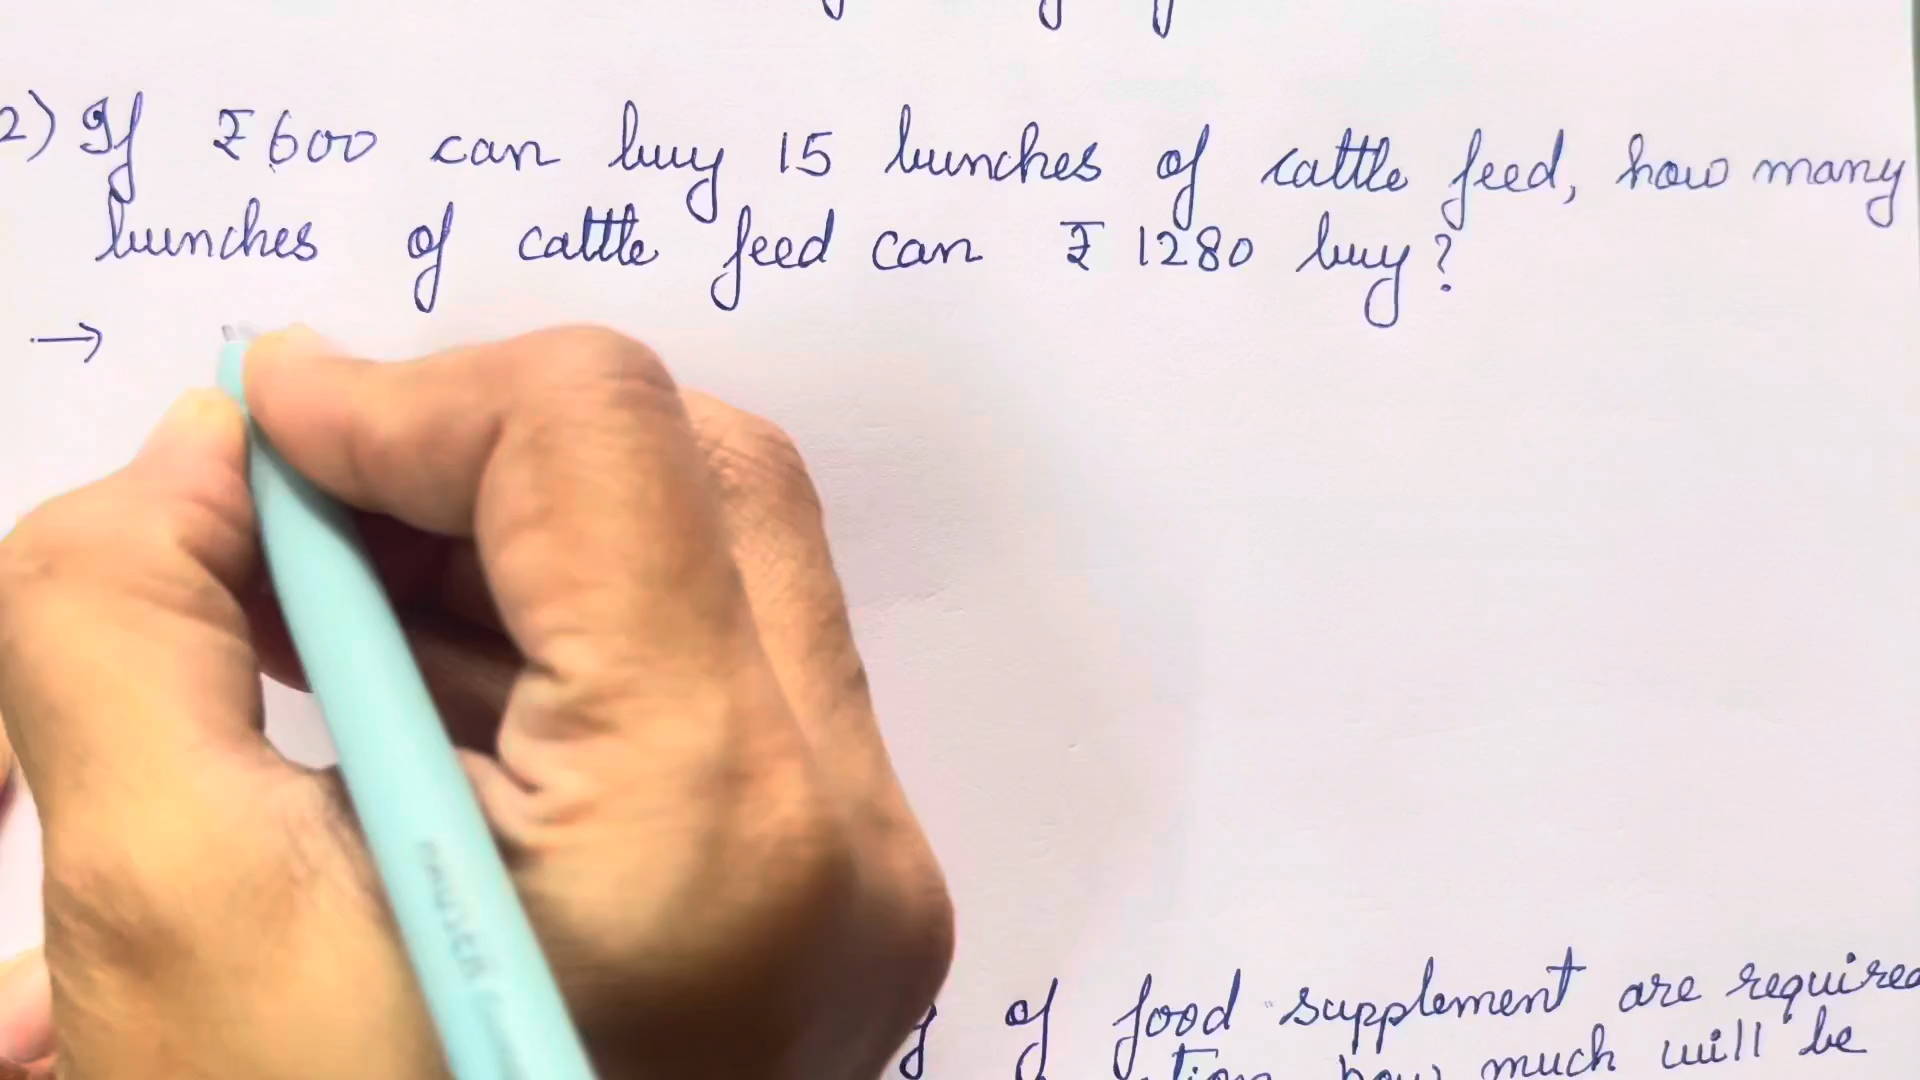 2) If ₹600 can buy 15 bunches of cattle feed, how many
bunches of cattle feed can ₹ 1280 buy?
→
of food supplement are required
how much will be